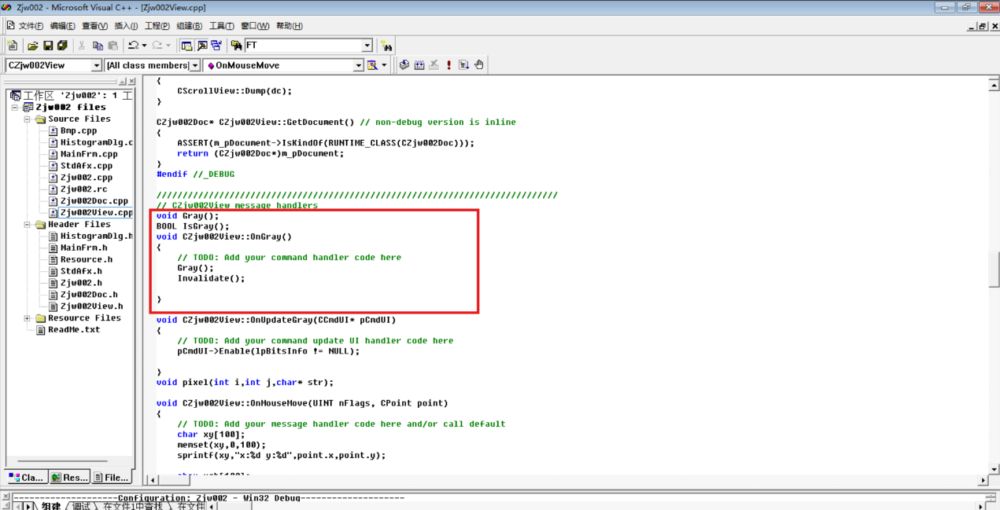 Zjw002 - Microsoft Visual C++ - [Zjw002View.cpp]
文件(F) 编辑(E) 查看(V) 插入(I) 工程(P) 组建(B) 工具(T) 窗口(W) 帮助(H)
FT
CZjw002View [All class members] OnMouseMove
工作区 'Zjw002': 1 工
Zjw002 files
Source Files
Bmp.cpp
HistogramDlg.c
MainFrm.cpp
StdAfx.cpp
Zjw002.cpp
Zjw002.rc
Zjw002Doc.cpp
Zjw002View.cpp
Header Files
HistogramDlg.h
MainFrm.h
Resource.h
StdAfx.h
Zjw002.h
Zjw002Doc.h
Zjw002View.h
Resource Files
ReadMe.txt
Cla... Res... File...
{
CScrollView::Dump(dc);
}
CZjw002Doc* CZjw002View::GetDocument() // non-debug version is inline
{
ASSERT(m_pDocument->IsKindOf(RUNTIME_CLASS(CZjw002Doc)));
return (CZjw002Doc*)m_pDocument;
}
#endif //_DEBUG
/////////////////////////////////////////////////////////////////////////////
// CZjw002View message handlers
void Gray();
BOOL IsGray();
void CZjw002View::OnGray()
{
// TODO: Add your command handler code here
Gray();
Invalidate();
}
void CZjw002View::OnUpdateGray(CCmdUI* pCmdUI)
{
// TODO: Add your command update UI handler code here
pCmdUI->Enable(lpBitsInfo != NULL);
}
void pixel(int i,int j,char* str);
void CZjw002View::OnMouseMove(UINT nFlags, CPoint point)
{
// TODO: Add your message handler code here and/or call default
char xy[100];
memset(xy,0,100);
sprintf(xy,"x:%d y:%d",point.x,point.y);
--------------------Configuration: Zjw002 - Win32 Debug--------------------
组建 调试 在文件1中查找 在文件